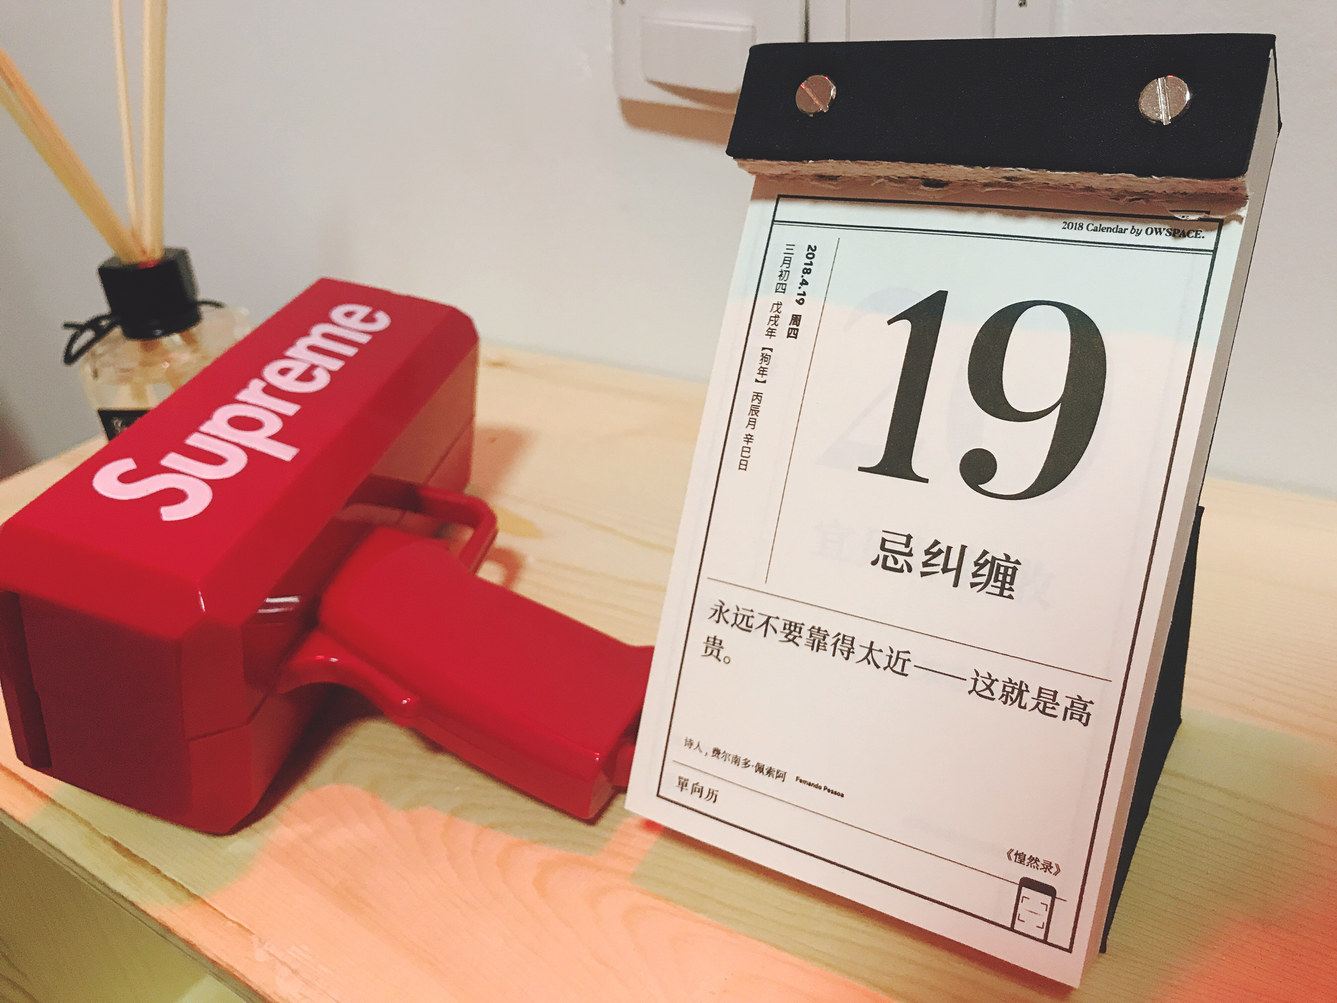 Supreme
2018 Calendar by OWSPACE.
2018.4.19 周四
三月初四 戊戌年 【狗年】 丙辰月 辛巳日
19
忌纠缠
永远不要靠得太近——这就是高
贵。
诗人，费尔南多·佩索阿 Fernando Pessoa
《惶然录》
單向历